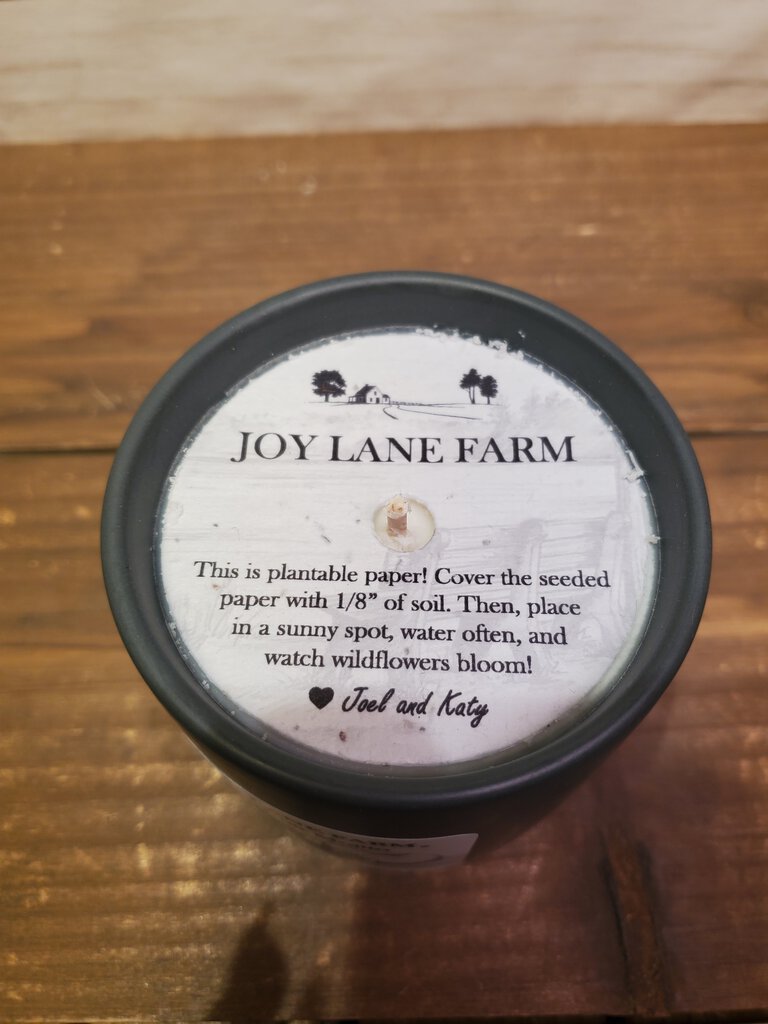 JOY LANE FARM
This is plantable paper! Cover the seeded
paper with 1/8” of soil. Then, place
in a sunny spot, water often, and
watch wildflowers bloom!
Joel and Katy
FARM